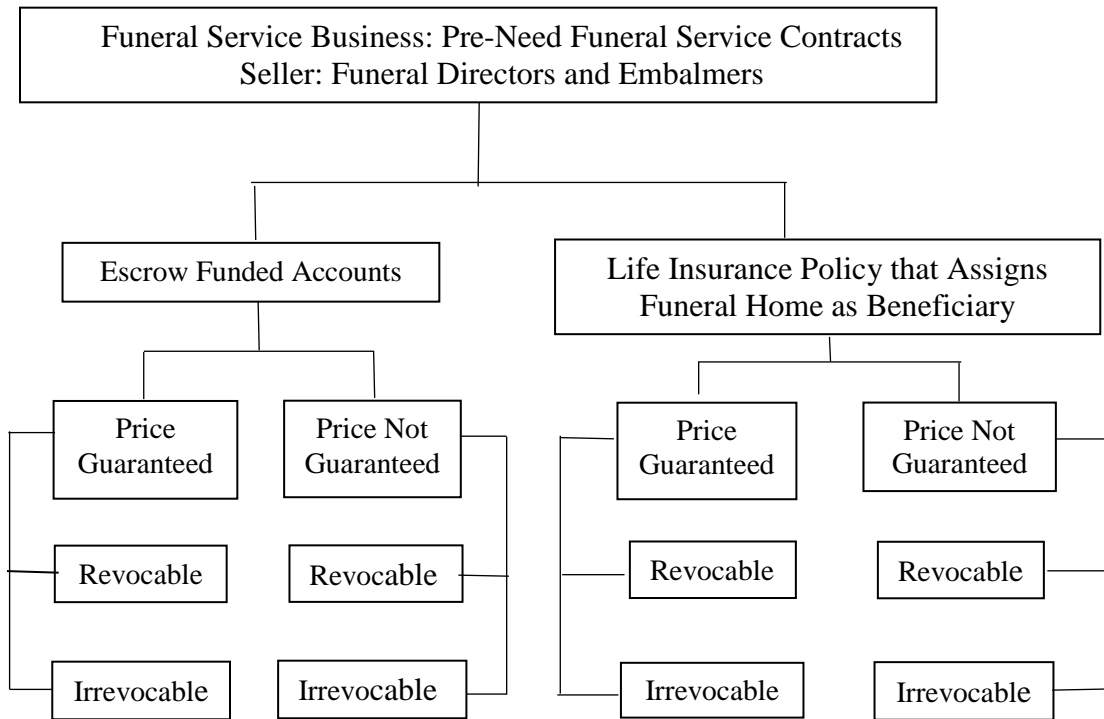 Funeral Service Business: Pre-Need Funeral Service Contracts
Seller: Funeral Directors and Embalmers
Escrow Funded Accounts
Life Insurance Policy that Assigns
Funeral Home as Beneficiary
Price
Guaranteed
Price Not
Guaranteed
Price
Guaranteed
Price Not
Guaranteed
Revocable
Revocable
Revocable
Revocable
Irrevocable
Irrevocable
Irrevocable
Irrevocable